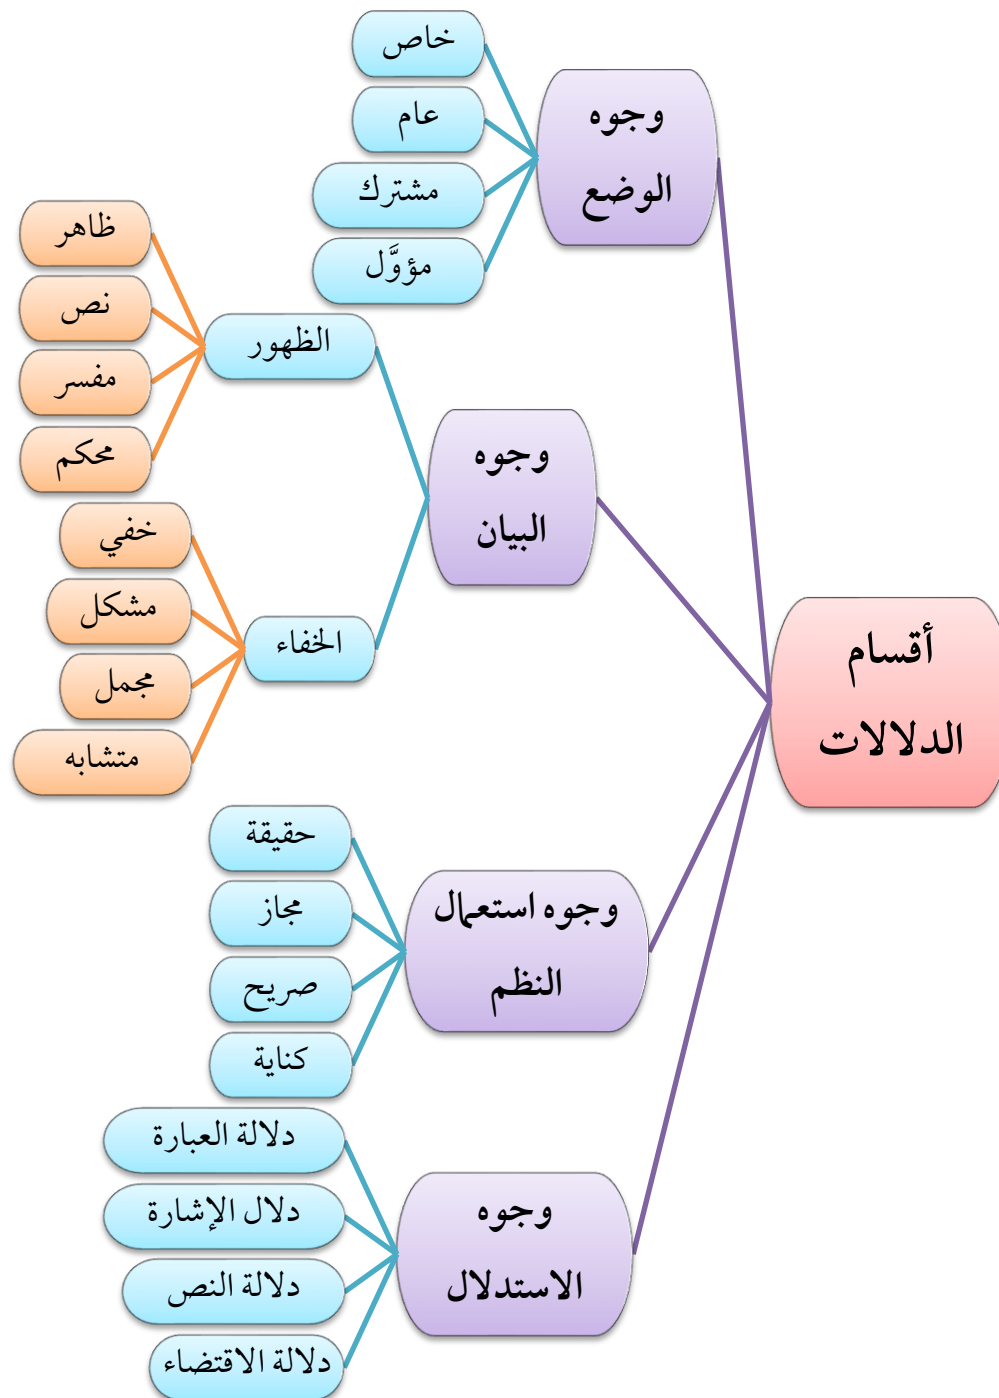 أقسام
الدلالات
وجوه
الوضع
خاص
عام
مشترك
مؤوَّل
وجوه
البيان
الظهور
ظاهر
نص
مفسر
محكم
الخفاء
خفي
مشكل
مجمل
متشابه
وجوه استعمال
النظم
حقيقة
مجاز
صريح
كناية
وجوه
الاستدلال
دلالة العبارة
دلال الإشارة
دلالة النص
دلالة الاقتضاء